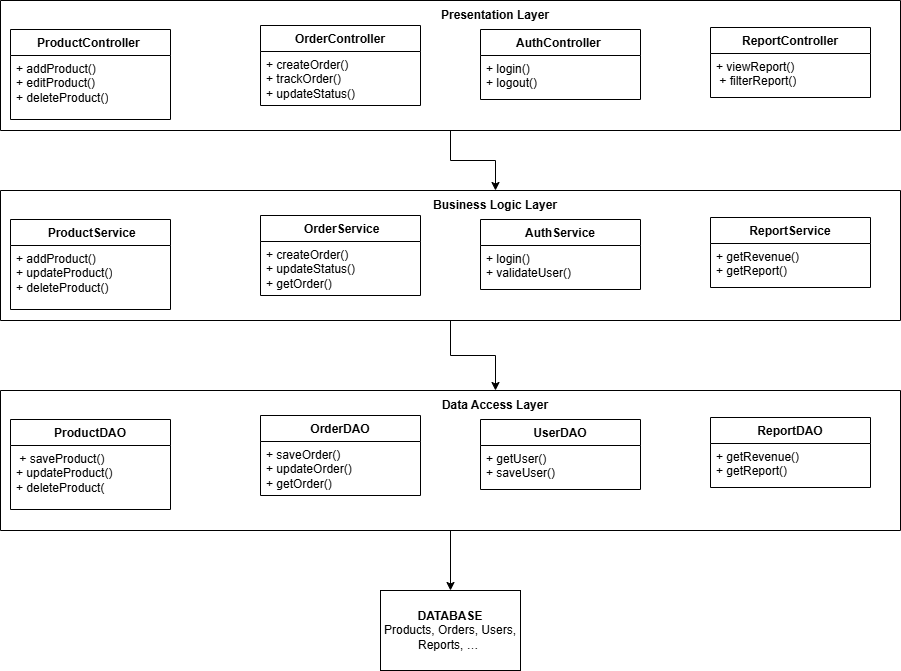 Presentation Layer
ProductController
+ addProduct()
+ editProduct()
+ deleteProduct()
OrderController
+ createOrder()
+ trackOrder()
+ updateStatus()
AuthController
+ login()
+ logout()
ReportController
+ viewReport()
+ filterReport()
Business Logic Layer
ProductService
+ addProduct()
+ updateProduct()
+ deleteProduct()
OrderService
+ createOrder()
+ updateStatus()
+ getOrder()
AuthService
+ login()
+ validateUser()
ReportService
+ getRevenue()
+ getReport()
Data Access Layer
ProductDAO
+ saveProduct()
+ updateProduct()
+ deleteProduct(
OrderDAO
+ saveOrder()
+ updateOrder()
+ getOrder()
UserDAO
+ getUser()
+ saveUser()
ReportDAO
+ getRevenue()
+ getReport()
DATABASE
Products, Orders, Users,
Reports, ...